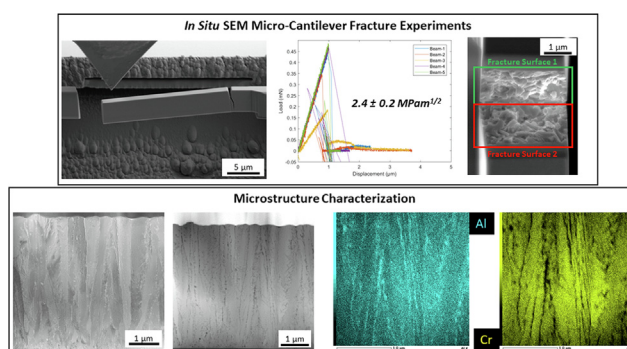 In Situ SEM Micro-Cantilever Fracture Experiments
5 µm
Load (mN)
0.45
0.4
0.35
0.3
0.25
0.2
0.15
0.1
0.05
0
-0.05
0 1 2 3 4 5
Displacement (µm)
Beam-1
Beam-2
Beam-3
Beam-4
Beam-5
2.4 ± 0.2 MPam1/2
1 µm
Fracture Surface 1
Fracture Surface 2
Microstructure Characterization
1 µm
1 µm
Al
Cr